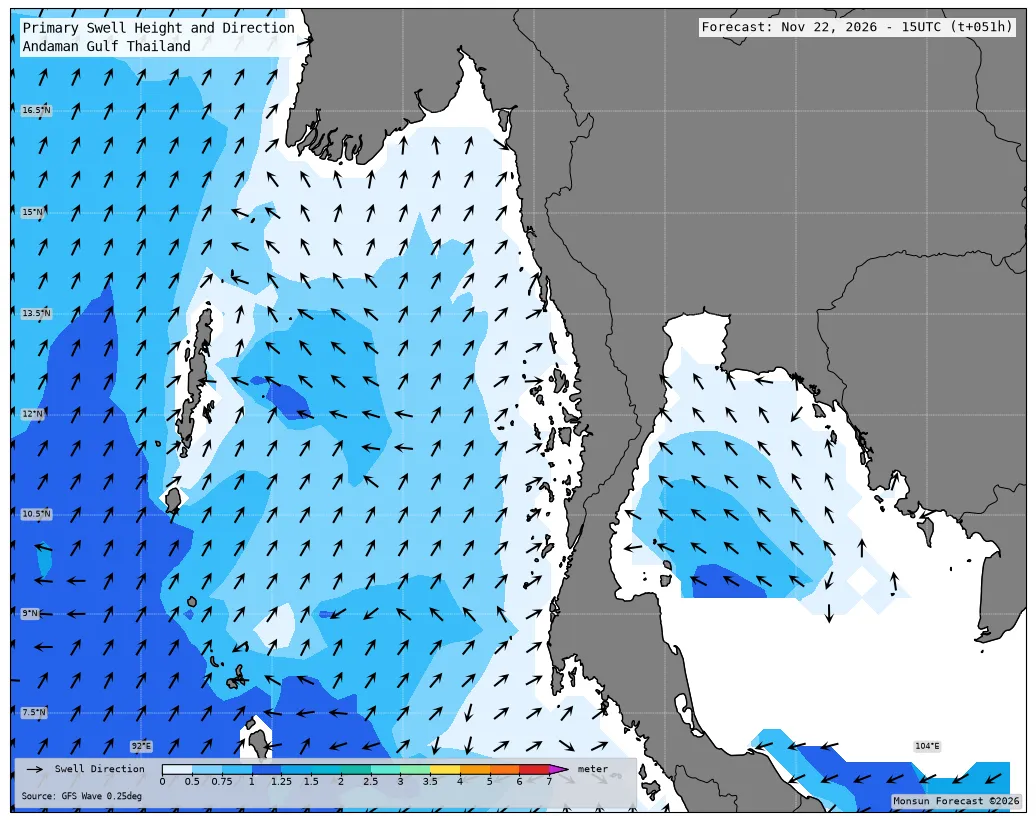 Primary Swell Height and Direction
Andaman Gulf Thailand
Forecast: Nov 22, 2026 - 15UTC (t+051h)
16.5°N
15°N
13.5°N
12°N
10.5°N
9°N
7.5°N
92°E
104°E
Swell Direction
0 0.5 0.75 1 1.25 1.5 2 2.5 3 3.5 4 5 6 7
meter
Source: GFS Wave 0.25deg
Monsun Forecast ©2026